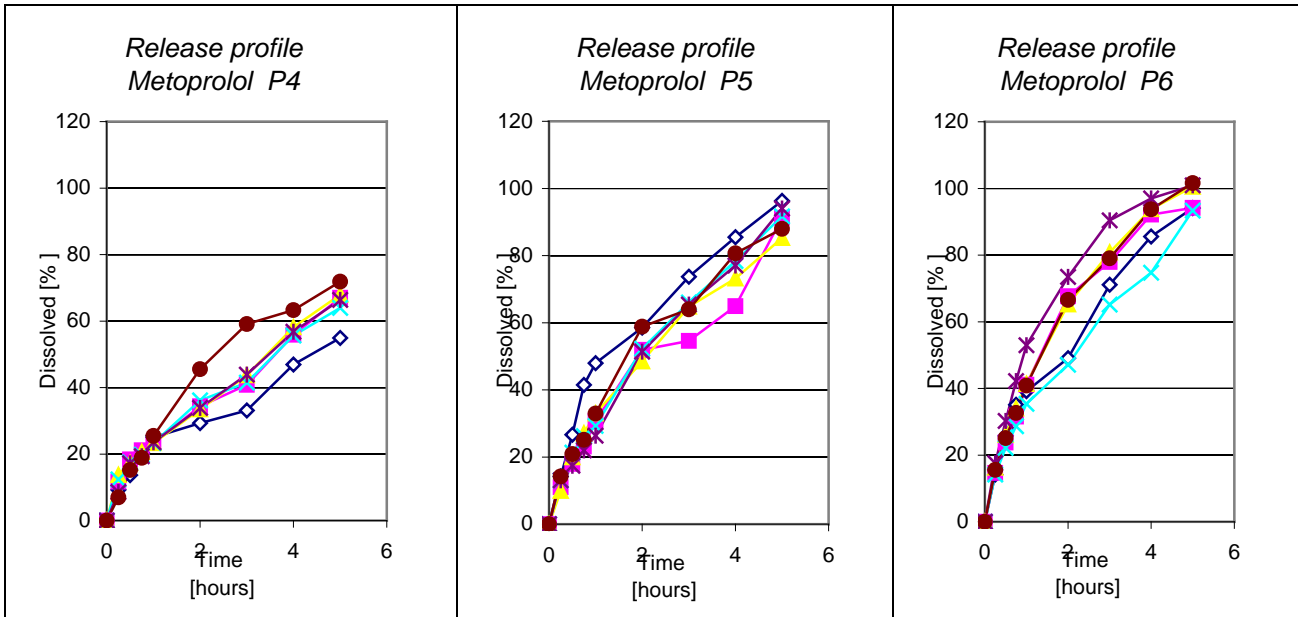 Release profile
Metoprolol P4
120
100
80
60
40
20
0
Dissolved [% ]
0
2
4
6
Time
[hours]
Release profile
Metoprolol P5
120
100
80
60
40
20
0
Dissolved [% ]
0
2
4
6
Time
[hours]
Release profile
Metoprolol P6
120
100
80
60
40
20
0
Dissolved [% ]
0
2
4
6
Time
[hours]